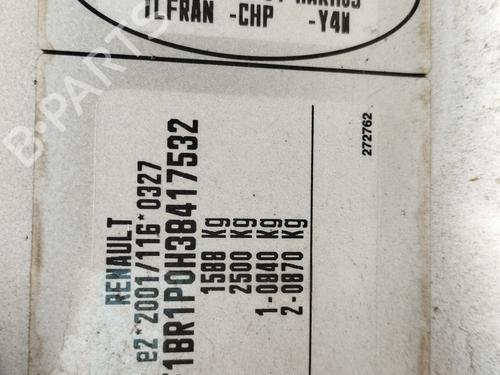 TLFRAN -CHP -Y4W
RENAULT
e2*2001/116*0327
1BR1P0H38417532
1588 Kg
2500 Kg
1-0840 Kg
2-0870 Kg
272762
B-PARTS